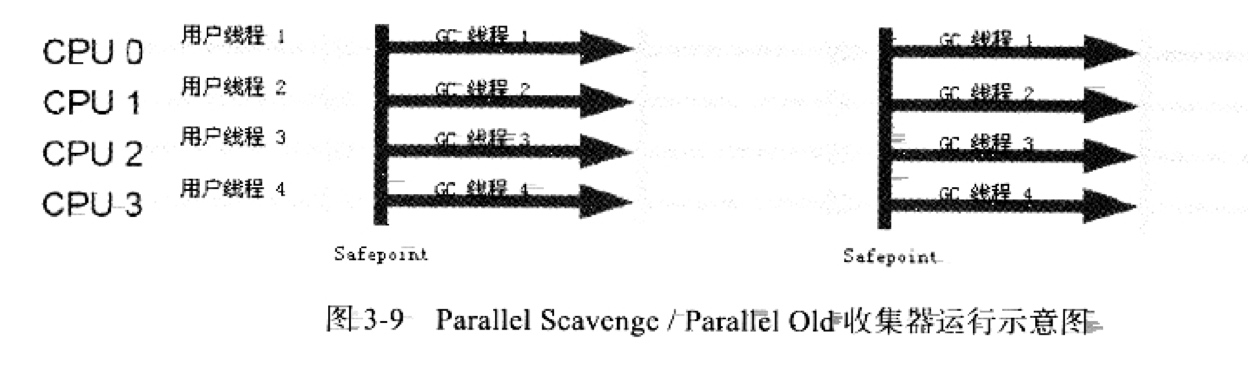 CPU 0 用户线程 1 GC 线程 1 GC 线程 1
CPU 1 用户线程 2 GC 线程 2 GC 线程 2
CPU 2 用户线程 3 GC 线程 3 GC 线程 3
CPU 3 用户线程 4 GC 线程 4 GC 线程 4
Safepoint Safepoint
图 3-9 Parallel Scavenge / Parallel Old 收集器运行示意图